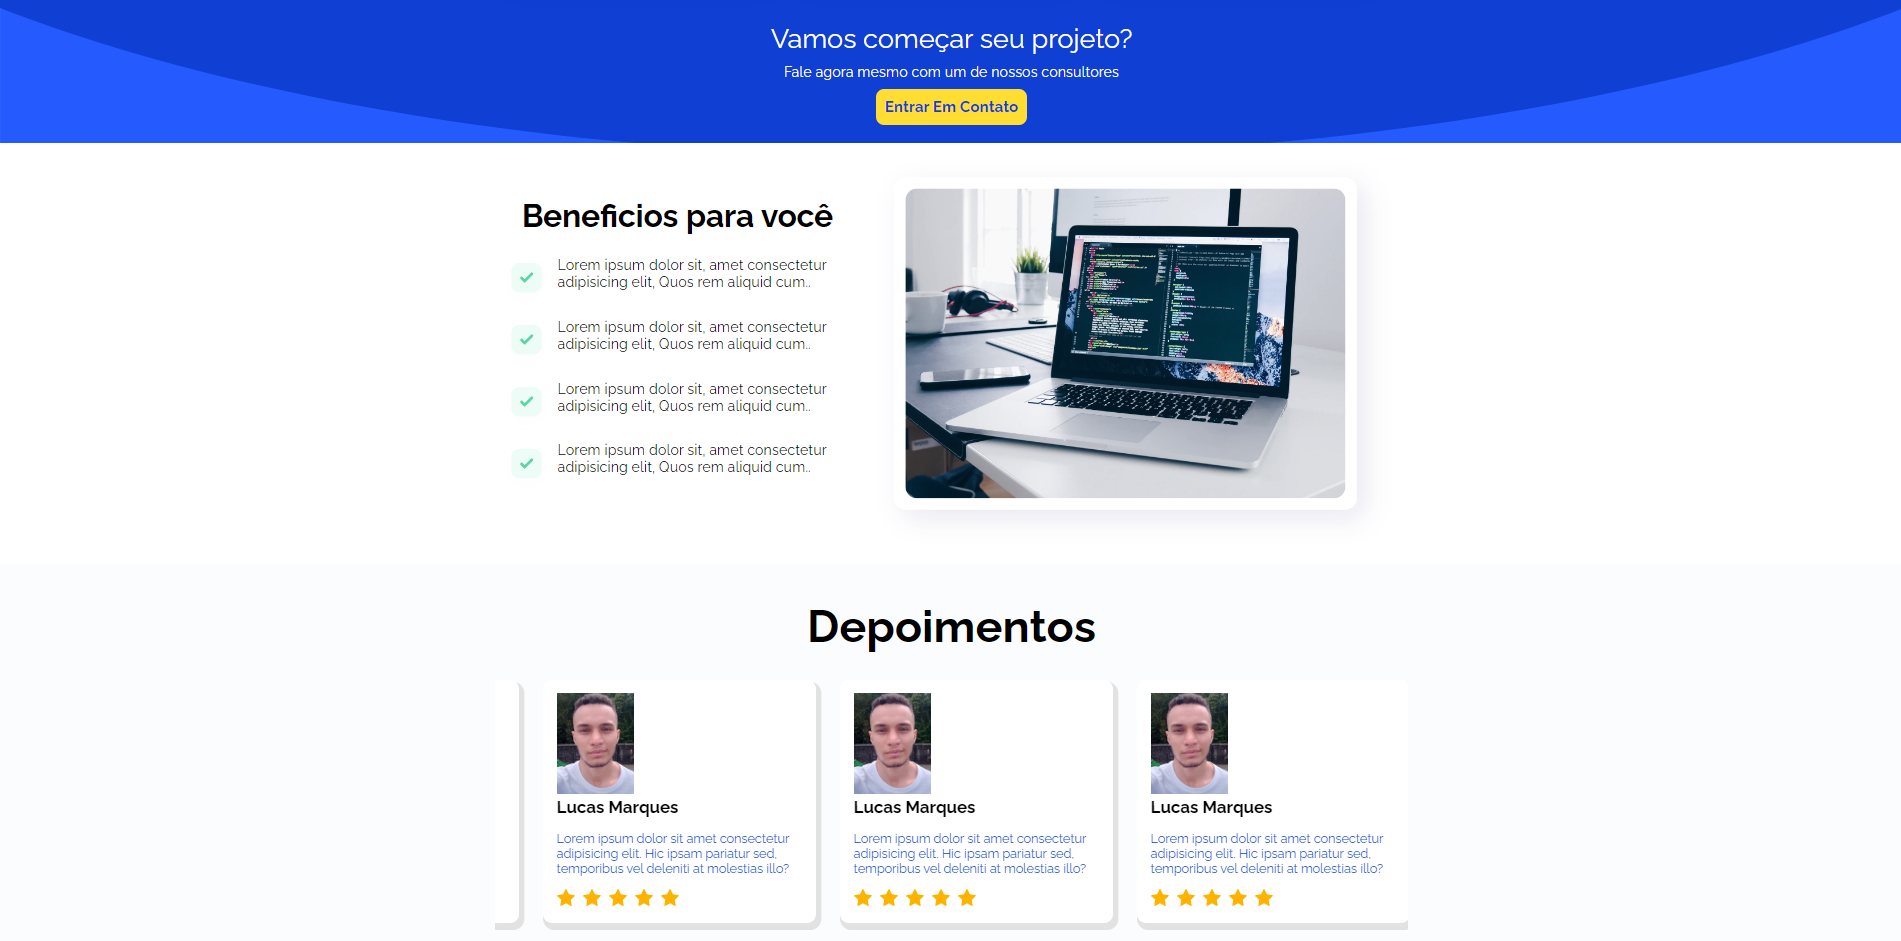 Vamos começar seu projeto?
Fale agora mesmo com um de nossos consultores
Entrar Em Contato
Beneficios para você
Lorem ipsum dolor sit, amet consectetur
adipisicing elit, Quos rem aliquid cum..
Lorem ipsum dolor sit, amet consectetur
adipisicing elit, Quos rem aliquid cum..
Lorem ipsum dolor sit, amet consectetur
adipisicing elit, Quos rem aliquid cum..
Lorem ipsum dolor sit, amet consectetur
adipisicing elit, Quos rem aliquid cum..
Depoimentos
Lucas Marques
Lorem ipsum dolor sit amet consectetur
adipisicing elit. Hic ipsam pariatur sed,
temporibus vel deleniti at molestias illo?
Lucas Marques
Lorem ipsum dolor sit amet consectetur
adipisicing elit. Hic ipsam pariatur sed,
temporibus vel deleniti at molestias illo?
Lucas Marques
Lorem ipsum dolor sit amet consectetur
adipisicing elit. Hic ipsam pariatur sed,
temporibus vel deleniti at molestias illo?